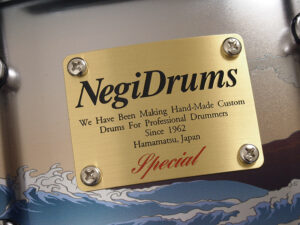 NegiDrums
We Have Been Making Hand-Made Custom
Drums For Professional Drummers
Since 1962
Hamamatsu, Japan
Special